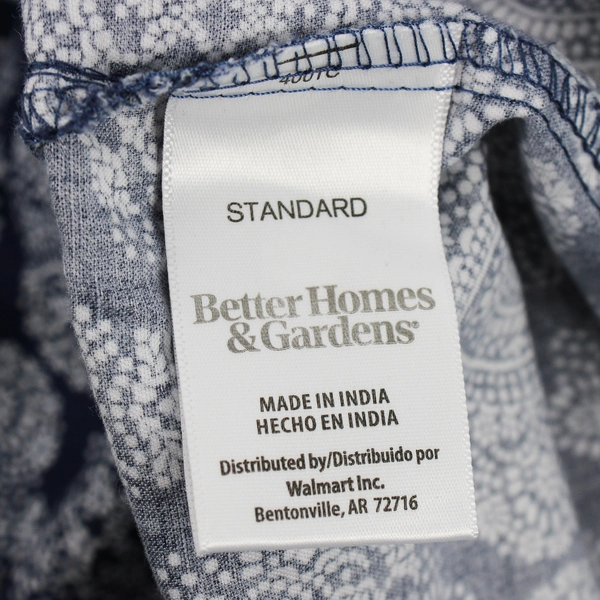 400TC
STANDARD
Better Homes
& Gardens®
MADE IN INDIA
HECHO EN INDIA
Distributed by/Distribuido por
Walmart Inc.
Bentonville, AR 72716